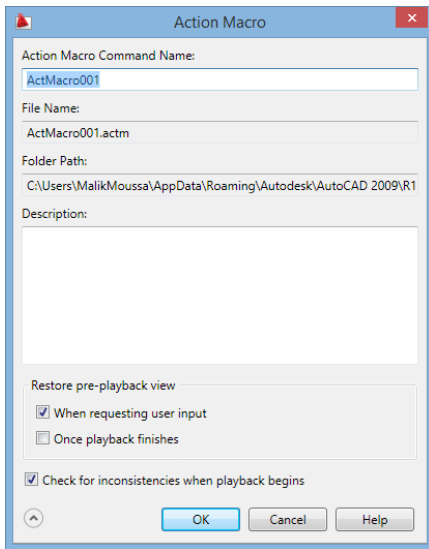 Action Macro
Action Macro Command Name:
ActMacro001
File Name:
ActMacro001.actm
Folder Path:
C:\Users\MalikMoussa\AppData\Roaming\Autodesk\AutoCAD 2009\R1
Description:
Restore pre-playback view
When requesting user input
Once playback finishes
Check for inconsistencies when playback begins
OK Cancel Help